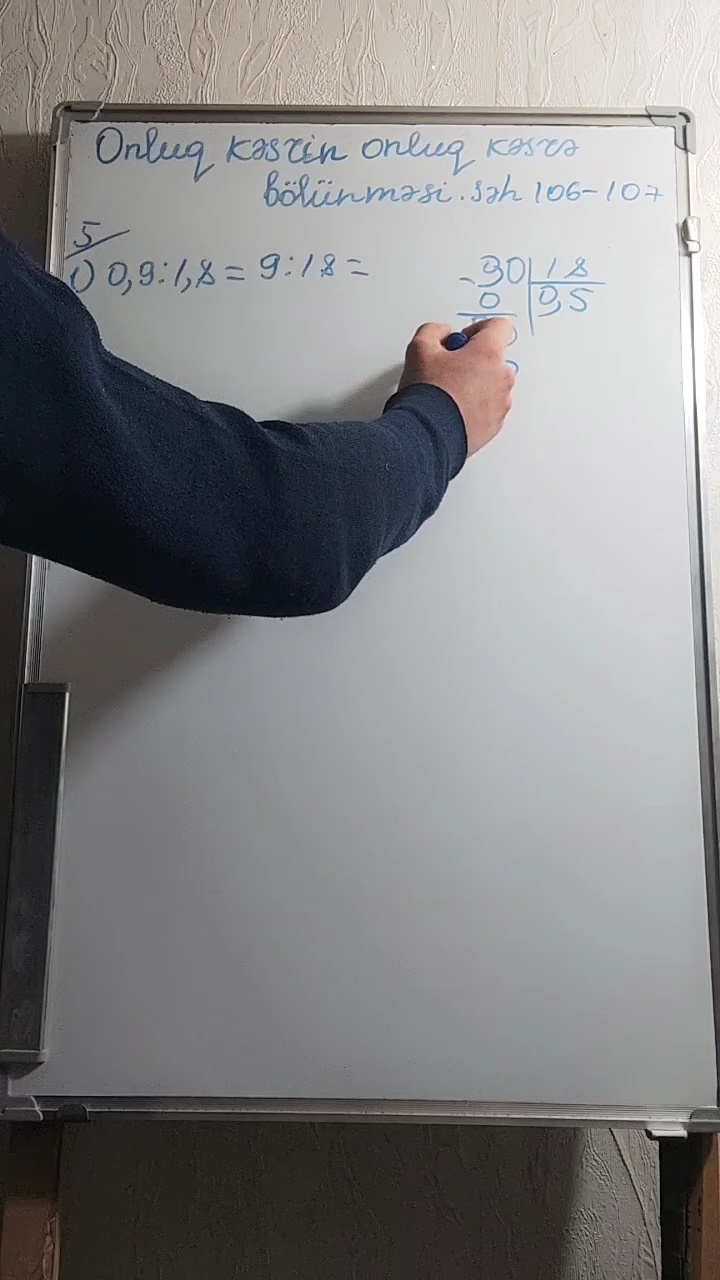 Onluq kəsrin onluq kəsrə
bölünməsi. səh 106-107
5
1) 0,9:1,8 = 9:18 =
- 90 | 18
0 | 0,5